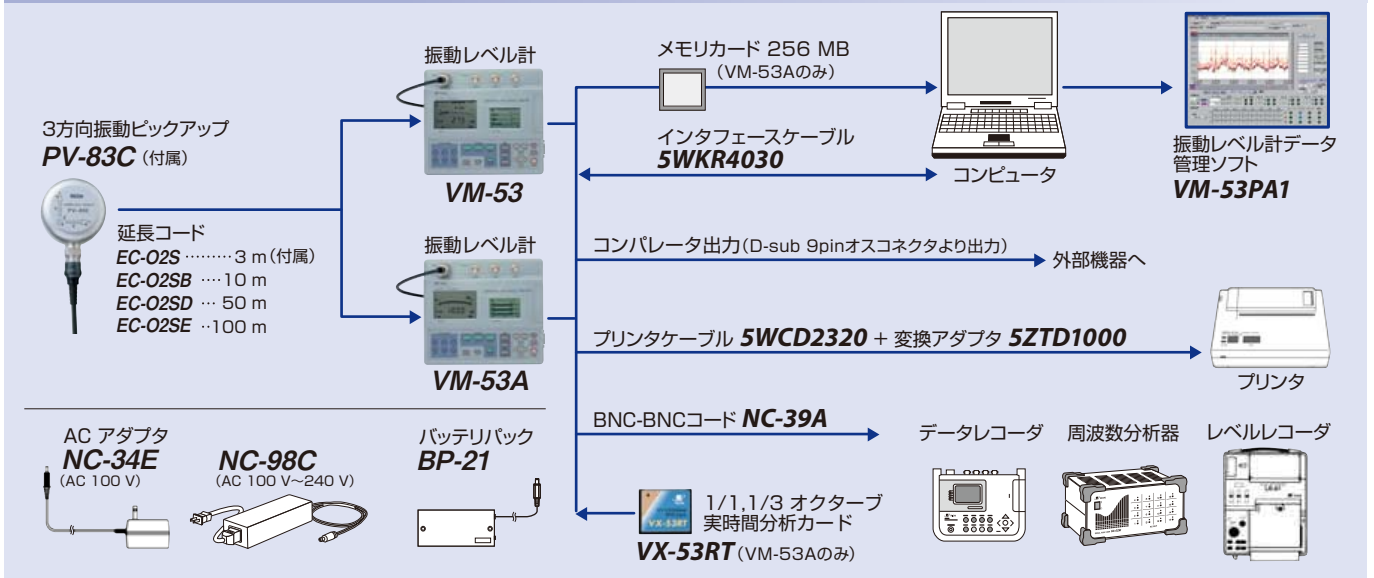 3方向振動ピックアップ
PV-83C（付属）
延長コード
EC-02S ………3 m（付属）
EC-02SB ‥‥10 m
EC-02SD … 50 m
EC-02SE ‥100 m
振動レベル計
VM-53
振動レベル計
VM-53A
メモリカード 256 MB
（VM-53Aのみ）
インタフェースケーブル
5WKR4030
コンピュータ
振動レベル計データ
管理ソフト
VM-53PA1
コンパレータ出力（D-sub 9pinオスコネクタより出力）
外部機器へ
プリンタケーブル 5WCD2320 + 変換アダプタ 5ZTD1000
プリンタ
BNC-BNCコード NC-39A
データレコーダ
周波数分析器
レベルレコーダ
VX-53RT
1/1,1/3 オクターブ
実時間分析カード
VX-53RT（VM-53Aのみ）
AC アダプタ
NC-34E
（AC 100 V）
NC-98C
（AC 100 V～240 V）
バッテリパック
BP-21